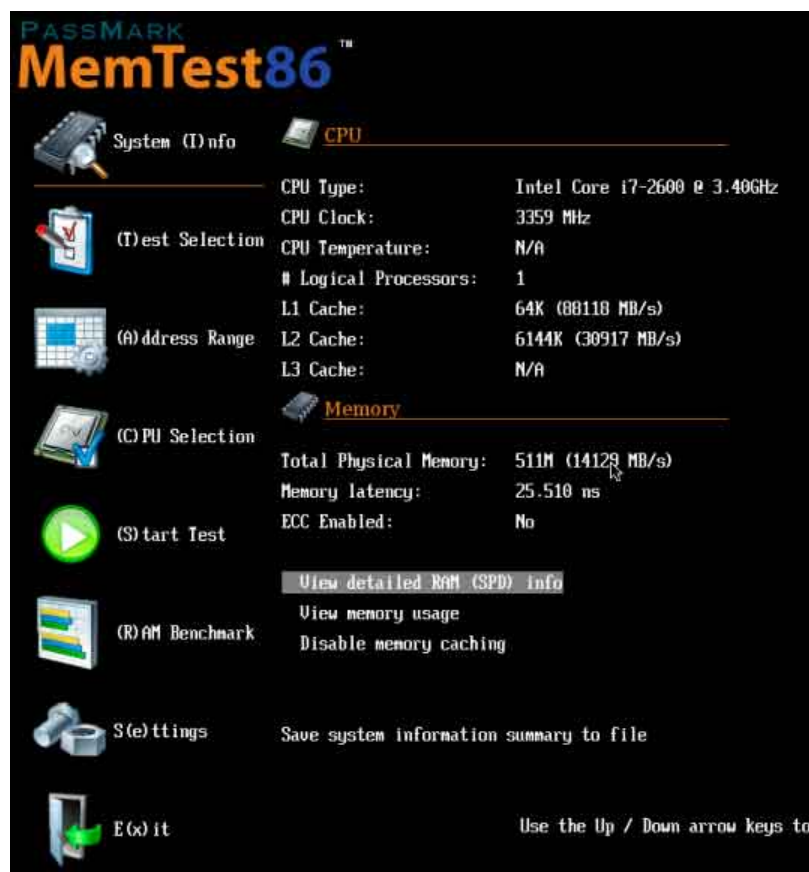 PASSMARK
MemTest86™
System (I)nfo
CPU
CPU Type: Intel Core i7-2600 @ 3.40GHz
CPU Clock: 3359 MHz
(T)est Selection
CPU Temperature: N/A
# Logical Processors: 1
L1 Cache: 64K (88118 MB/s)
(A)ddress Range
L2 Cache: 6144K (30917 MB/s)
L3 Cache: N/A
Memory
(C)PU Selection
Total Physical Memory: 511M (14129 MB/s)
Memory latency: 25.510 ns
ECC Enabled: No
(S)tart Test
View detailed RAM (SPD) info
View memory usage
(R)AM Benchmark
Disable memory caching
S(e)ttings
Save system information summary to file
E(x)it
Use the Up / Down arrow keys to